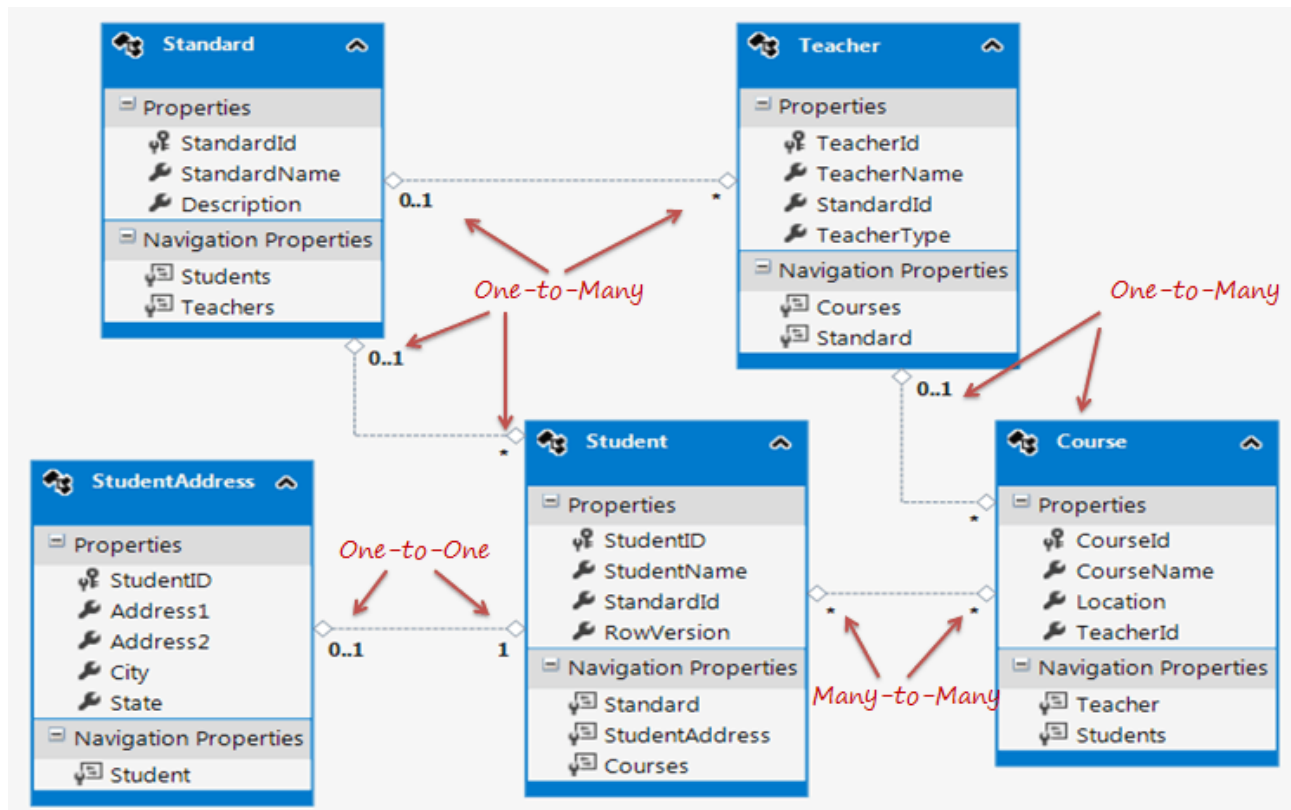 Standard
Properties
StandardId
StandardName
Description
Navigation Properties
Students
Teachers
Teacher
Properties
TeacherId
TeacherName
StandardId
TeacherType
Navigation Properties
Courses
Standard
0..1
*
One-to-Many
0..1
*
One-to-Many
0..1
*
StudentAddress
Properties
StudentID
Address1
Address2
City
State
Navigation Properties
Student
One-to-One
0..1
1
Student
Properties
StudentID
StudentName
StandardId
RowVersion
Navigation Properties
Standard
StudentAddress
Courses
*
*
Many-to-Many
Course
Properties
CourseId
CourseName
Location
TeacherId
Navigation Properties
Teacher
Students